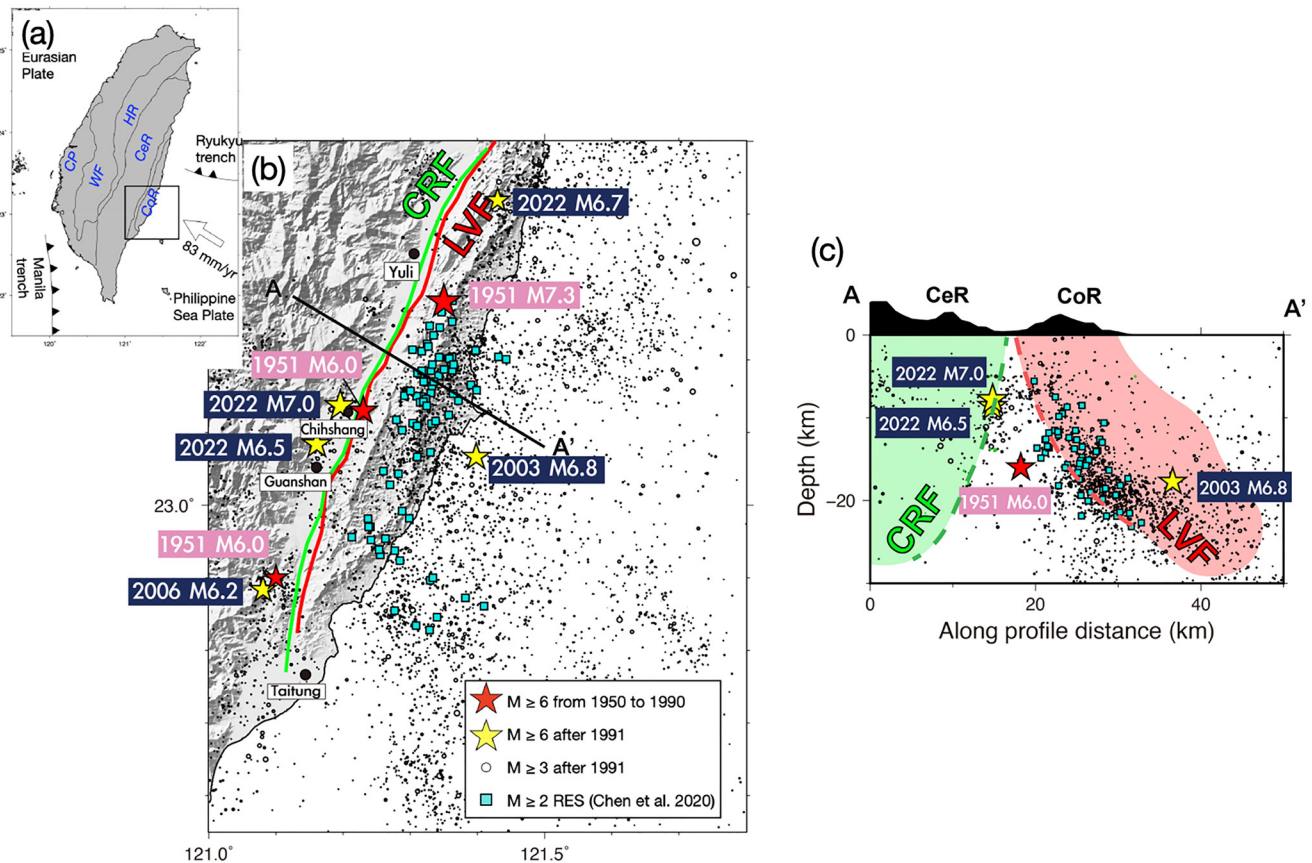 (a)
Eurasian
Plate
25°
24°
23°
22°
CP
WF
HR
CeR
CoR
Ryukyu
trench
83 mm/yr
Manila
trench
Philippine
Sea Plate
120°
121°
122°
(b)
CRF
LVF
2022 M6.7
Yuli
A
1951 M7.3
1951 M6.0
2022 M7.0
Chihshang
2022 M6.5
A'
2003 M6.8
Guanshan
23.0°
1951 M6.0
2006 M6.2
Taitung
M ≥ 6 from 1950 to 1990
M ≥ 6 after 1991
M ≥ 3 after 1991
M ≥ 2 RES (Chen et al. 2020)
121.0°
121.5°
(c)
A
CeR
CoR
A'
0
2022 M7.0
2022 M6.5
1951 M6.0
2003 M6.8
Depth (km)
−20
CRF
LVF
0
20
40
Along profile distance (km)